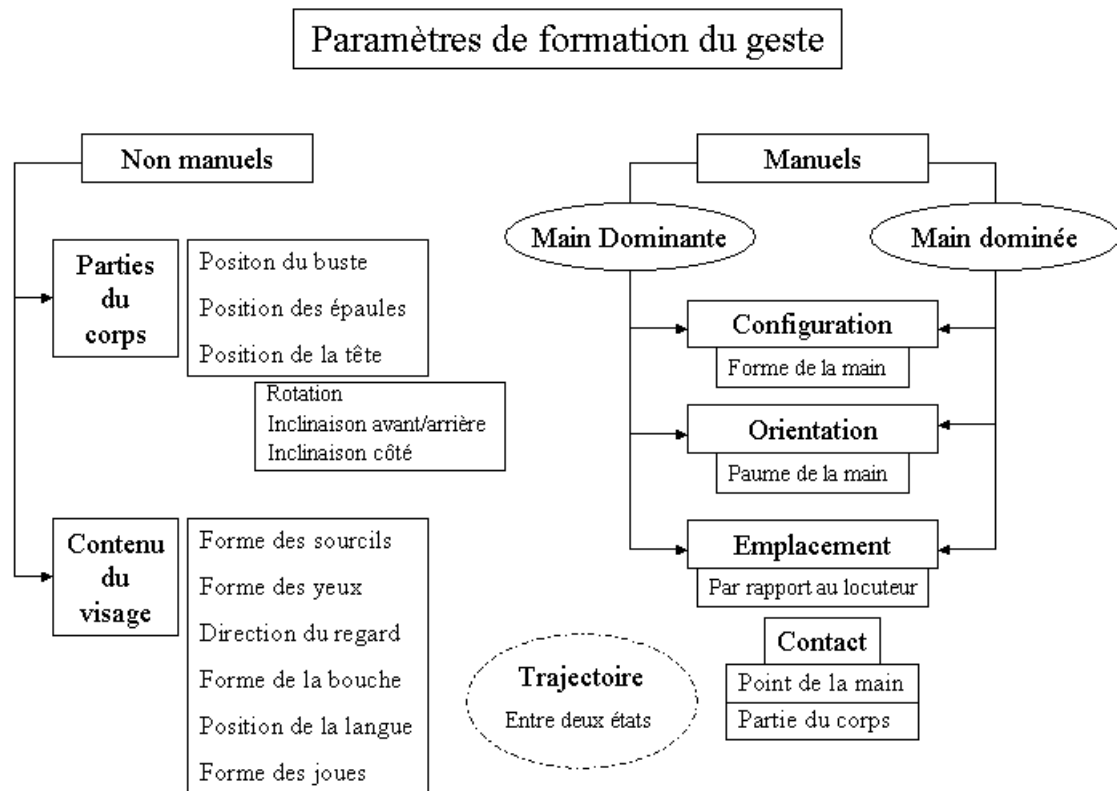 Paramètres de formation du geste
Non manuels
Parties
du
corps
Positon du buste
Position des épaules
Position de la tête
Rotation
Inclinaison avant/arrière
Inclinaison côté
Contenu
du
visage
Forme des sourcils
Forme des yeux
Direction du regard
Forme de la bouche
Position de la langue
Forme des joues
Manuels
Main Dominante
Main dominée
Configuration
Forme de la main
Orientation
Paume de la main
Emplacement
Par rapport au locuteur
Contact
Point de la main
Partie du corps
Trajectoire
Entre deux états